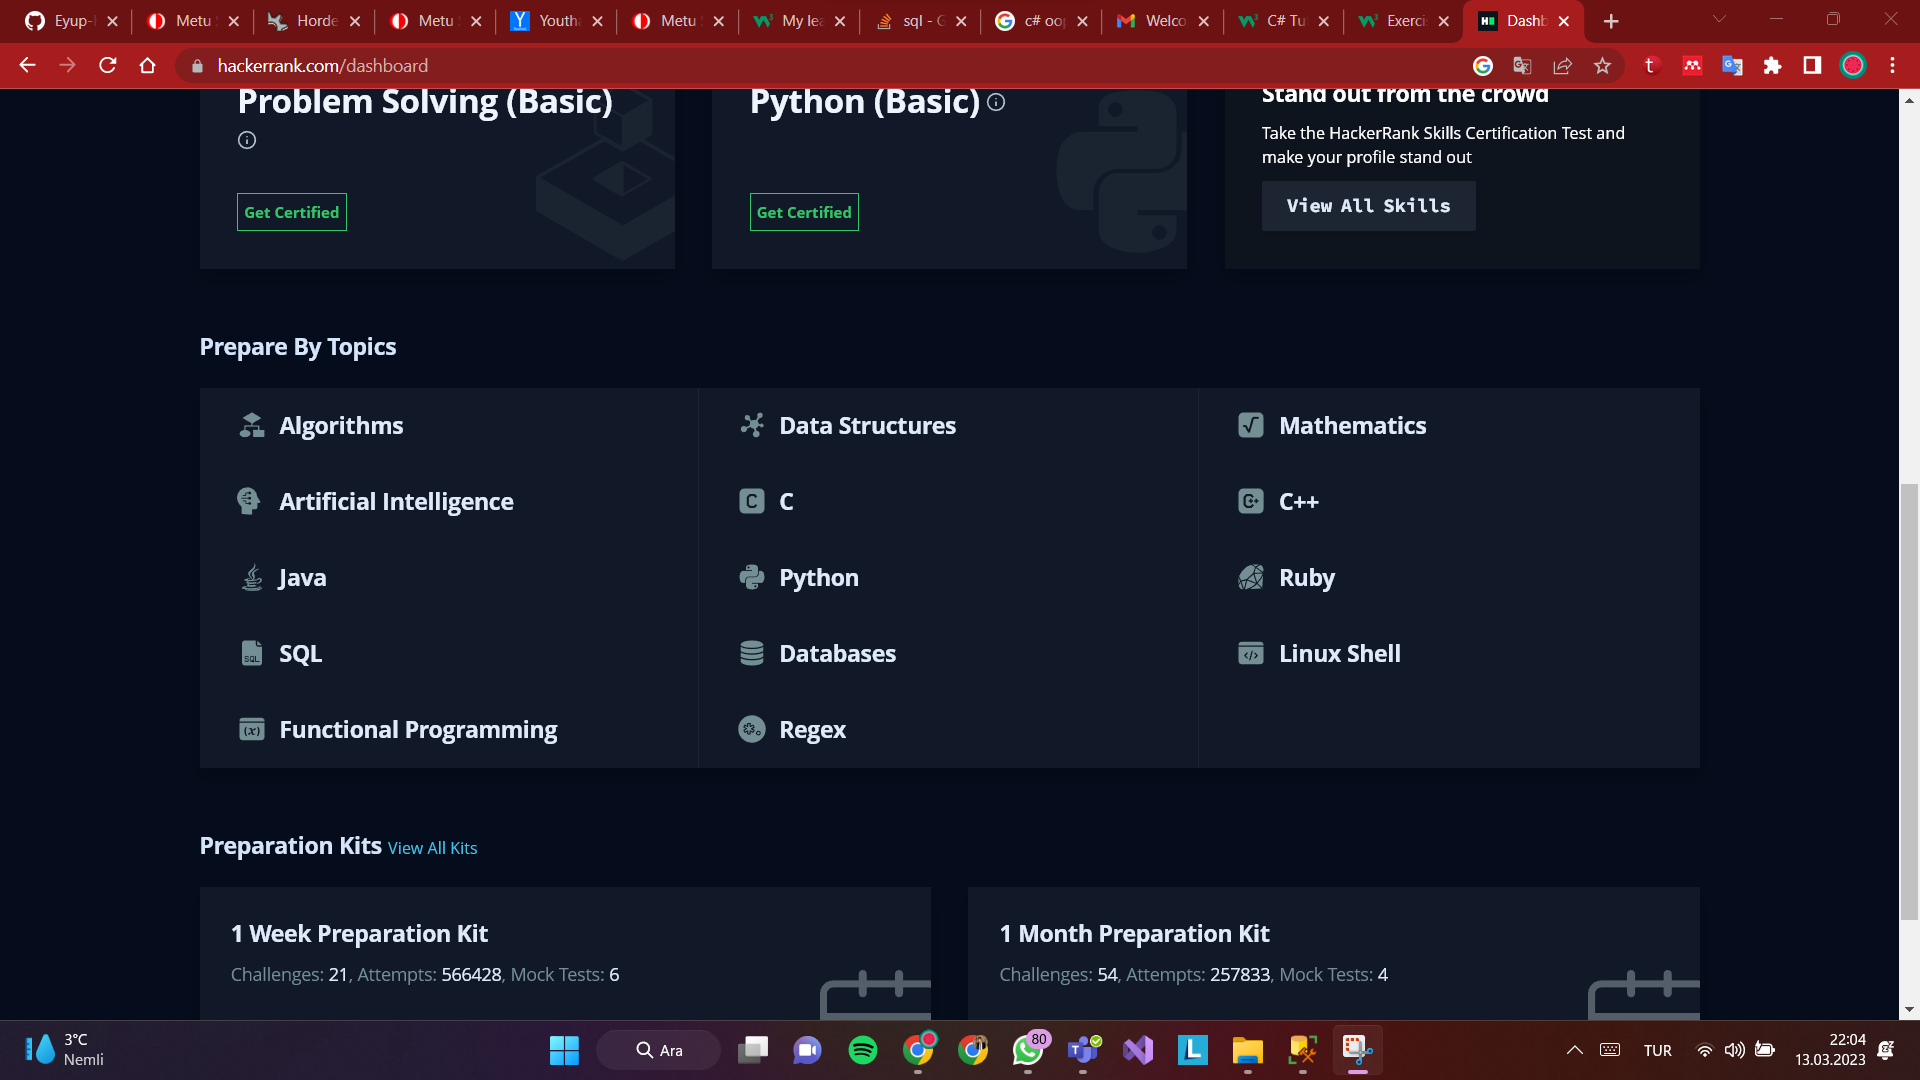 Eyup-
Metu
Horde
Metu
Youth
Metu
My lea
sql - G
c# oop
Welco
C# Tu
Exerci
Dashb
hackerrank.com/dashboard
Problem Solving (Basic)
Get Certified
Python (Basic)
Get Certified
Stand out from the crowd
Take the HackerRank Skills Certification Test and
make your profile stand out
View All Skills
Prepare By Topics
Algorithms
Data Structures
Mathematics
Artificial Intelligence
C
C++
Java
Python
Ruby
SQL
Databases
Linux Shell
Functional Programming
Regex
Preparation Kits View All Kits
1 Week Preparation Kit
Challenges: 21, Attempts: 566428, Mock Tests: 6
1 Month Preparation Kit
Challenges: 54, Attempts: 257833, Mock Tests: 4
3°C
Nemli
Ara
80
TUR
22:04
13.03.2023